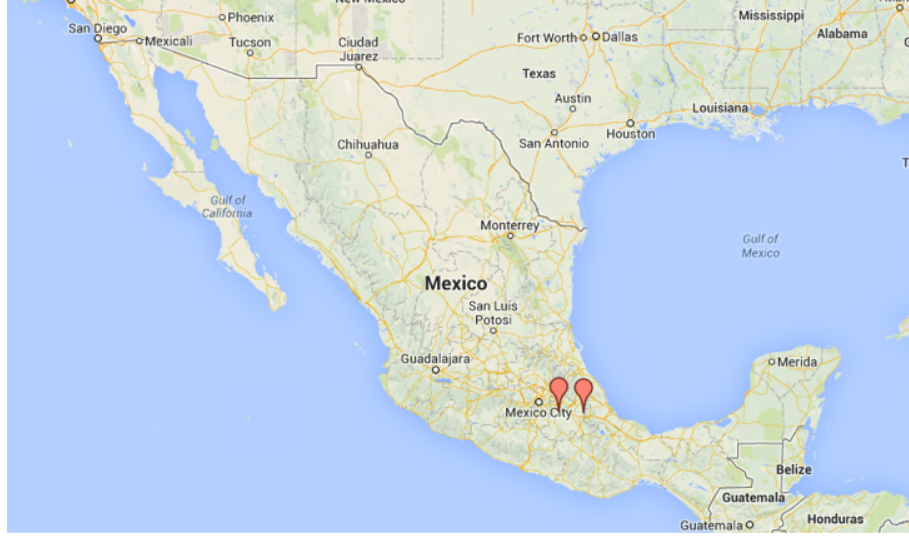 New Mexico
Phoenix
Mississippi
San Diego
Mexicali
Tucson
Ciudad
Juarez
Fort Worth
Dallas
Alabama
Texas
Austin
Louisiana
Houston
San Antonio
Chihuahua
Gulf of
California
Monterrey
Gulf of
Mexico
Mexico
San Luis
Potosi
Guadalajara
Merida
Mexico City
Belize
Guatemala
Guatemala
Honduras